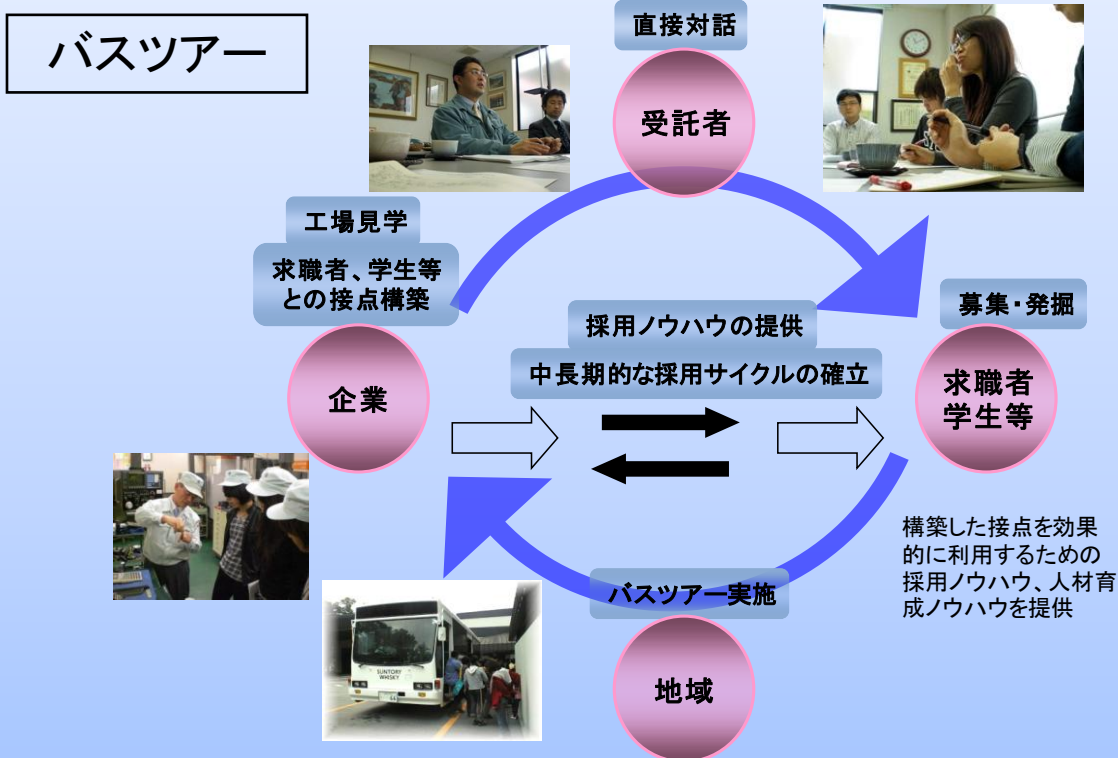 バスツアー
直接対話
受託者
工場見学
求職者、学生等
との接点構築
採用ノウハウの提供
中長期的な採用サイクルの確立
募集・発掘
企業
求職者
学生等
構築した接点を効果
的に利用するための
採用ノウハウ、人材育
成ノウハウを提供
バスツアー実施
地域
SUNTORY
WHISKY